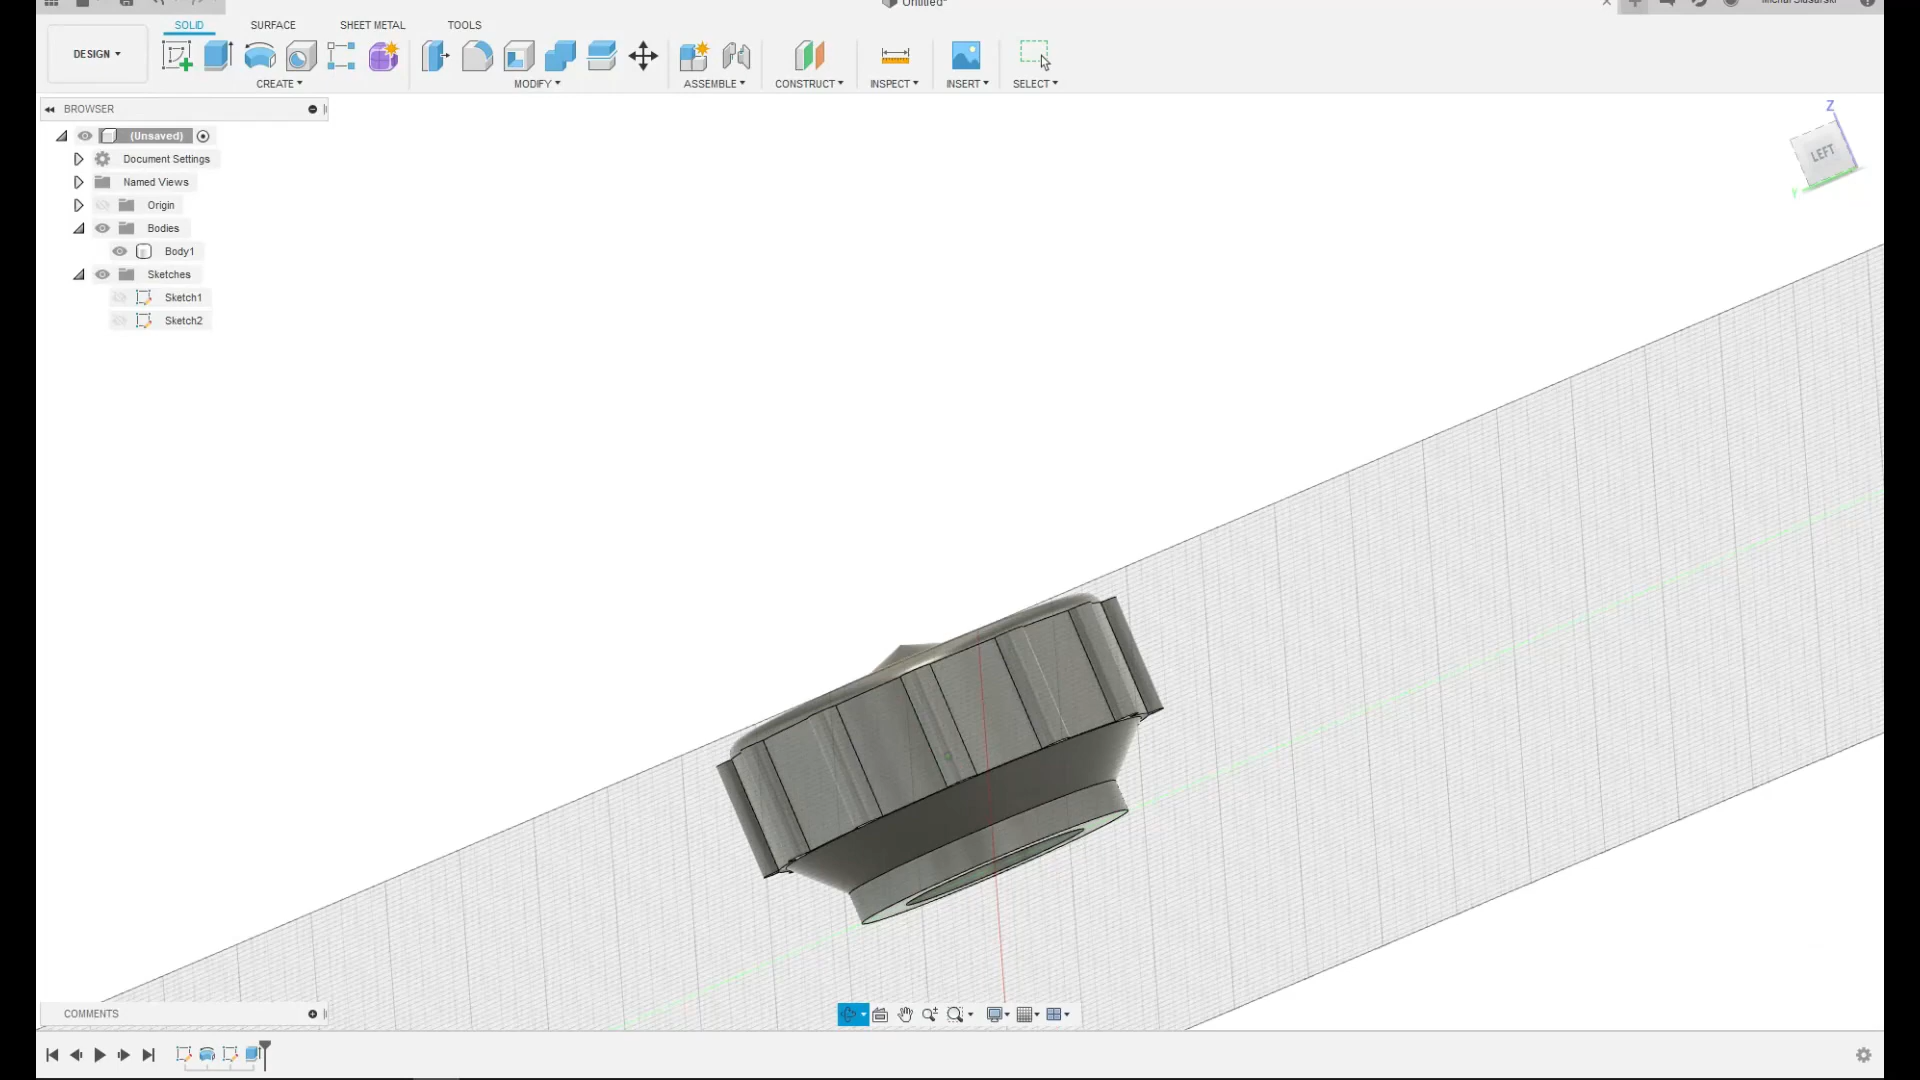 Untitled*
SOLID
SURFACE
SHEET METAL
TOOLS
DESIGN
CREATE
MODIFY
ASSEMBLE
CONSTRUCT
INSPECT
INSERT
SELECT
BROWSER
(Unsaved)
Document Settings
Named Views
Origin
Bodies
Body1
Sketches
Sketch1
Sketch2
Z
LEFT
Y
COMMENTS